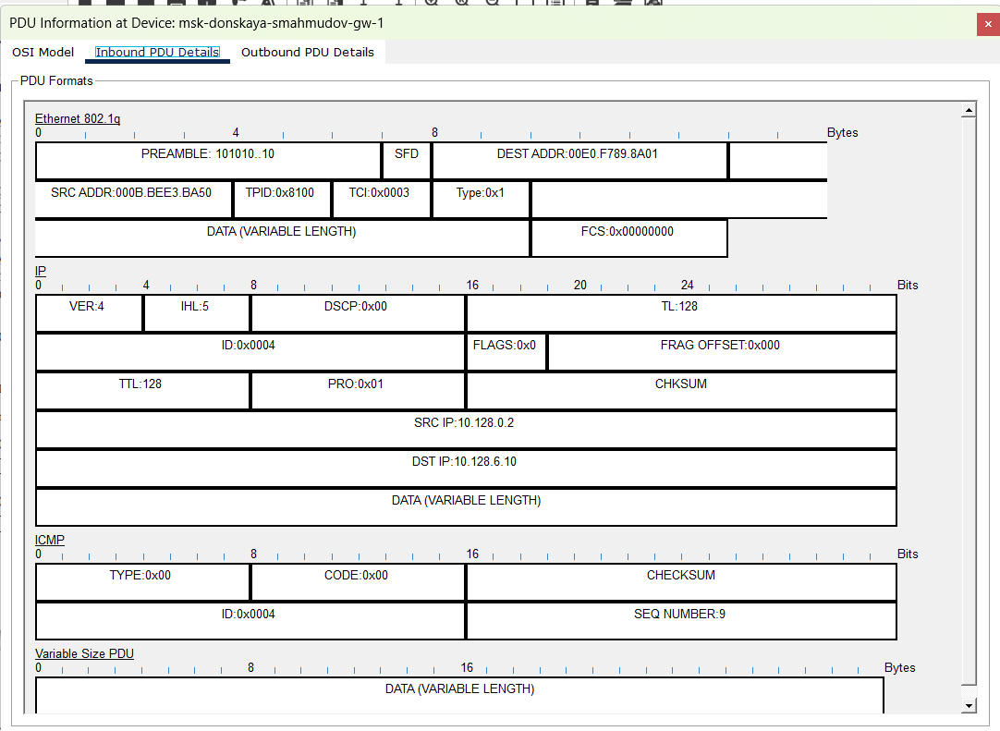 PDU Information at Device: msk-donskaya-smahmudov-gw-1
OSI Model Inbound PDU Details Outbound PDU Details
PDU Formats
Ethernet 802.1q
0 4 8 Bytes
PREAMBLE: 101010..10 SFD DEST ADDR:00E0.F789.8A01
SRC ADDR:000B.BEE3.BA50 TPID:0x8100 TCI:0x0003 Type:0x1
DATA (VARIABLE LENGTH) FCS:0x00000000
IP
0 4 8 16 20 24 Bits
VER:4 IHL:5 DSCP:0x00 TL:128
ID:0x0004 FLAGS:0x0 FRAG OFFSET:0x000
TTL:128 PRO:0x01 CHKSUM
SRC IP:10.128.0.2
DST IP:10.128.6.10
DATA (VARIABLE LENGTH)
ICMP
0 8 16 Bits
TYPE:0x00 CODE:0x00 CHECKSUM
ID:0x0004 SEQ NUMBER:9
Variable Size PDU
0 8 16 Bytes
DATA (VARIABLE LENGTH)